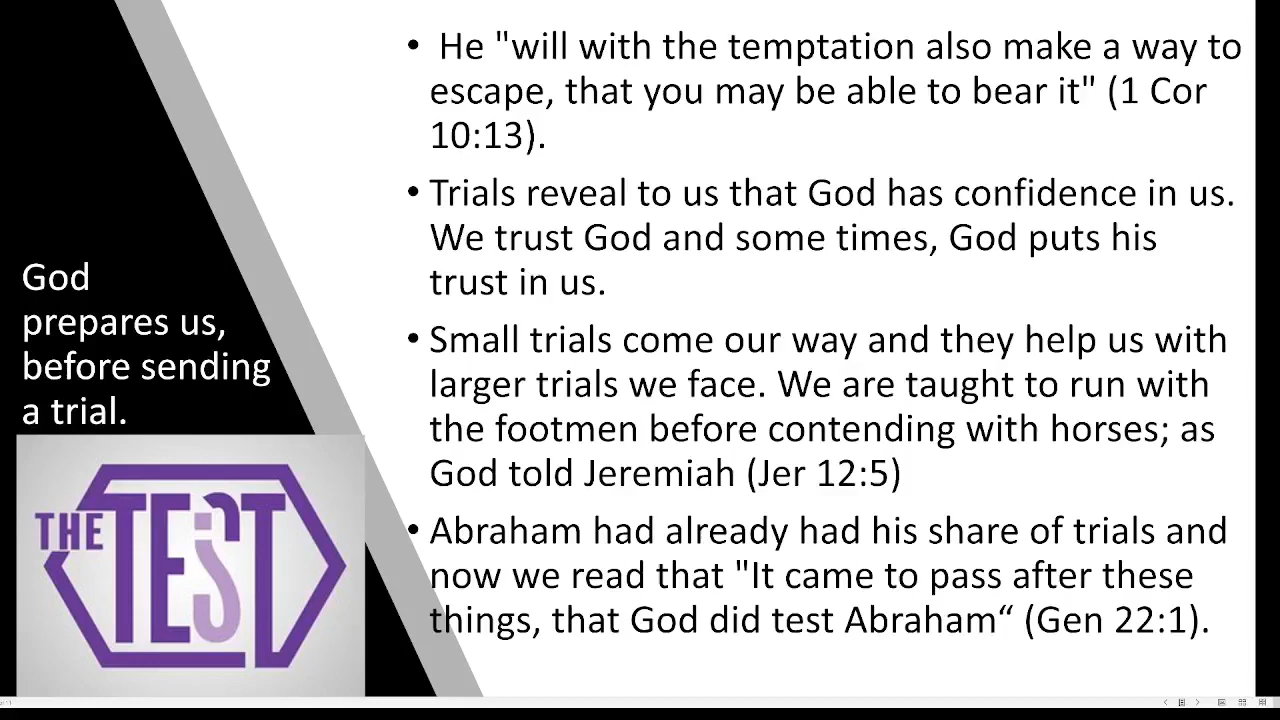 God
prepares us,
before sending
a trial.
THE
TEST
• He "will with the temptation also make a way to
escape, that you may be able to bear it" (1 Cor
10:13).
• Trials reveal to us that God has confidence in us.
We trust God and some times, God puts his
trust in us.
• Small trials come our way and they help us with
larger trials we face. We are taught to run with
the footmen before contending with horses; as
God told Jeremiah (Jer 12:5)
• Abraham had already had his share of trials and
now we read that "It came to pass after these
things, that God did test Abraham“ (Gen 22:1).